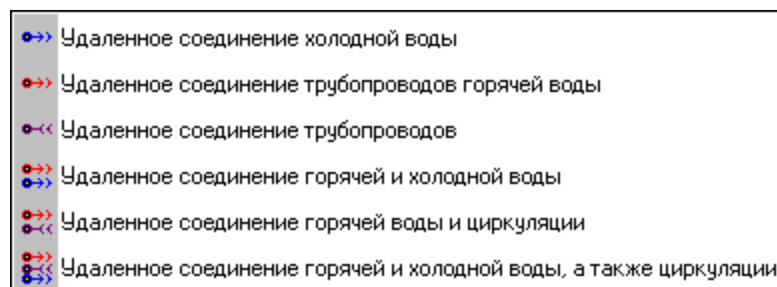 Удаленное соединение холодной воды
Удаленное соединение трубопроводов горячей воды
Удаленное соединение трубопроводов
Удаленное соединение горячей и холодной воды
Удаленное соединение горячей воды и циркуляции
Удаленное соединение горячей и холодной воды, а также циркуляции